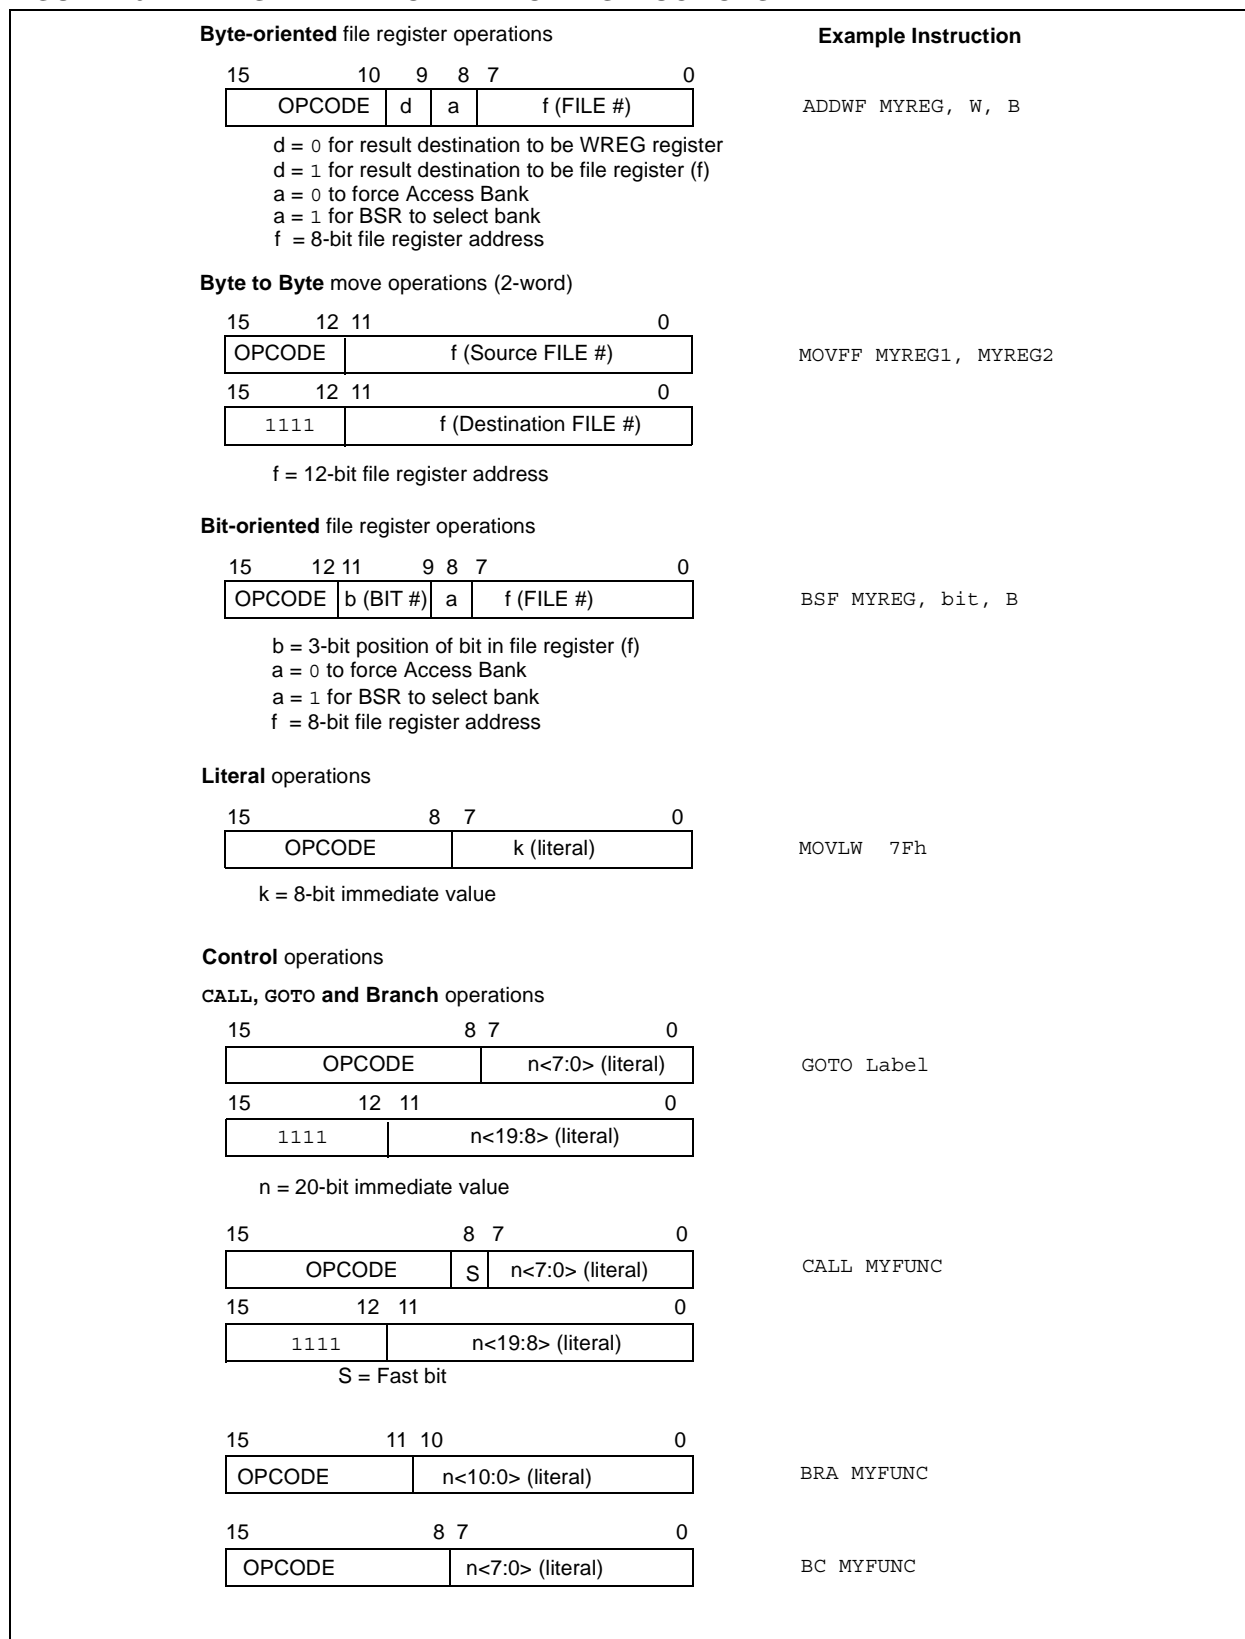 Byte-oriented file register operations
Example Instruction
15 10 9 8 7 0
OPCODE d a f (FILE #)
ADDWF MYREG, W, B
d = 0 for result destination to be WREG register
d = 1 for result destination to be file register (f)
a = 0 to force Access Bank
a = 1 for BSR to select bank
f = 8-bit file register address
Byte to Byte move operations (2-word)
15 12 11 0
OPCODE f (Source FILE #)
MOVFF MYREG1, MYREG2
15 12 11 0
1111 f (Destination FILE #)
f = 12-bit file register address
Bit-oriented file register operations
15 12 11 9 8 7 0
OPCODE b (BIT #) a f (FILE #)
BSF MYREG, bit, B
b = 3-bit position of bit in file register (f)
a = 0 to force Access Bank
a = 1 for BSR to select bank
f = 8-bit file register address
Literal operations
15 8 7 0
OPCODE k (literal)
MOVLW 7Fh
k = 8-bit immediate value
Control operations
CALL, GOTO and Branch operations
15 8 7 0
OPCODE n<7:0> (literal)
GOTO Label
15 12 11 0
1111 n<19:8> (literal)
n = 20-bit immediate value
15 8 7 0
OPCODE S n<7:0> (literal)
CALL MYFUNC
15 12 11 0
1111 n<19:8> (literal)
S = Fast bit
15 11 10 0
OPCODE n<10:0> (literal)
BRA MYFUNC
15 8 7 0
OPCODE n<7:0> (literal)
BC MYFUNC